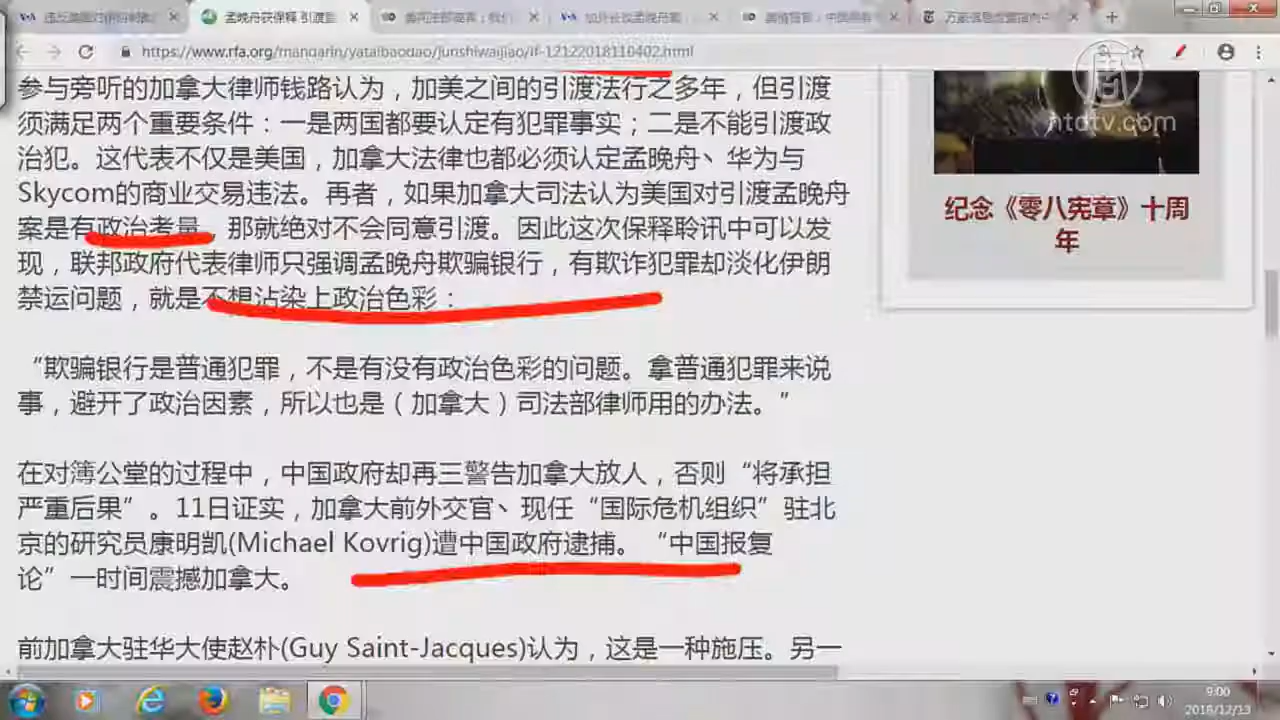 孟晚舟获保释 引渡
https://www.rfa.org/mandarin/yataibaodao/junshiwaijiao/lf-12122018110402.html
参与旁听的加拿大律师钱路认为，加美之间的引渡法行之多年，但引渡
须满足两个重要条件：一是两国都要认定有犯罪事实；二是不能引渡政
治犯。这代表不仅是美国，加拿大法律也都必须认定孟晚舟、华为与
Skycom的商业交易违法。再者，如果加拿大司法认为美国对引渡孟晚舟
案是有政治考量，那就绝对不会同意引渡。因此这次保释聆讯中可以发
现，联邦政府代表律师只强调孟晚舟欺骗银行，有欺诈犯罪却淡化伊朗
禁运问题，就是不想沾染上政治色彩：
“欺骗银行是普通犯罪，不是有没有政治色彩的问题。拿普通犯罪来说
事，避开了政治因素，所以也是（加拿大）司法部律师用的办法。”
在对簿公堂的过程中，中国政府却再三警告加拿大放人，否则“将承担
严重后果”。11日证实，加拿大前外交官、现任“国际危机组织”驻北
京的研究员康明凯(Michael Kovrig)遭中国政府逮捕。“中国报复
论”一时间震撼加拿大。
前加拿大驻华大使赵朴(Guy Saint-Jacques)认为，这是一种施压。另一
ntdtv.com
纪念《零八宪章》十周
年
9:00
2018/12/13